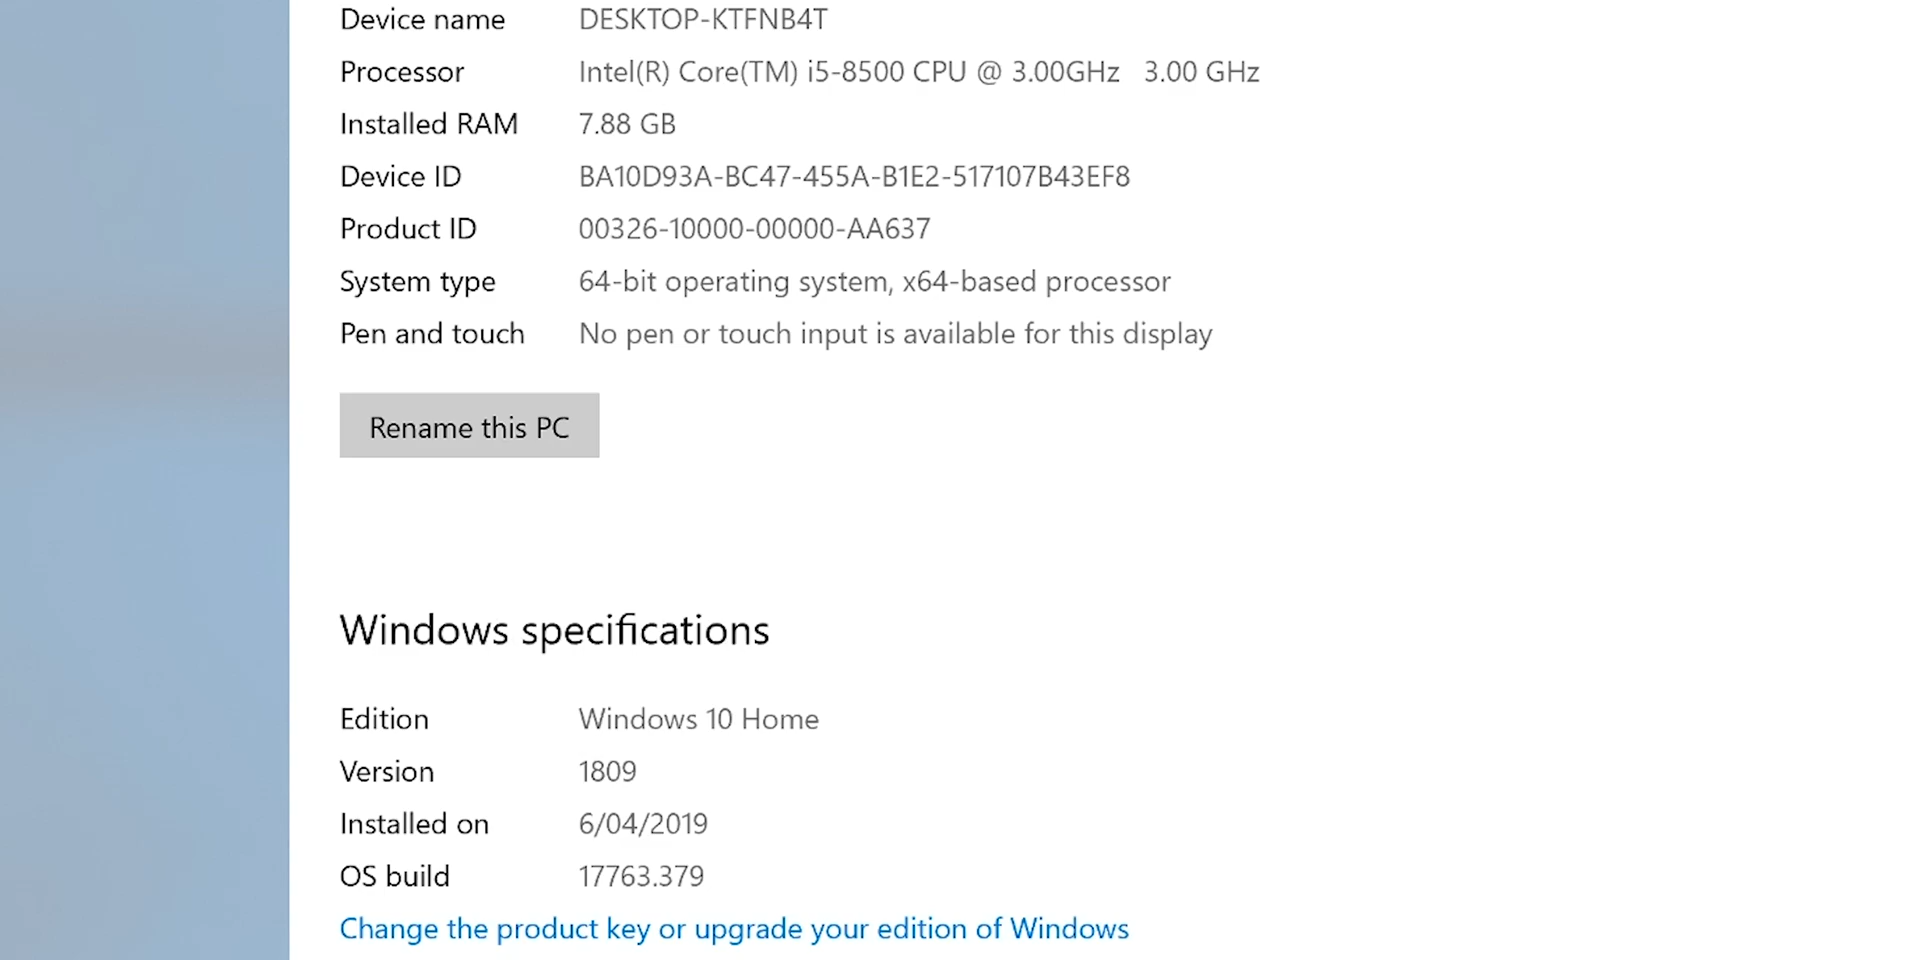 Device name DESKTOP-KTFNB4T
Processor Intel(R) Core(TM) i5-8500 CPU @ 3.00GHz 3.00 GHz
Installed RAM 7.88 GB
Device ID BA10D93A-BC47-455A-B1E2-517107B43EF8
Product ID 00326-10000-00000-AA637
System type 64-bit operating system, x64-based processor
Pen and touch No pen or touch input is available for this display
Rename this PC
Windows specifications
Edition Windows 10 Home
Version 1809
Installed on 6/04/2019
OS build 17763.379
Change the product key or upgrade your edition of Windows